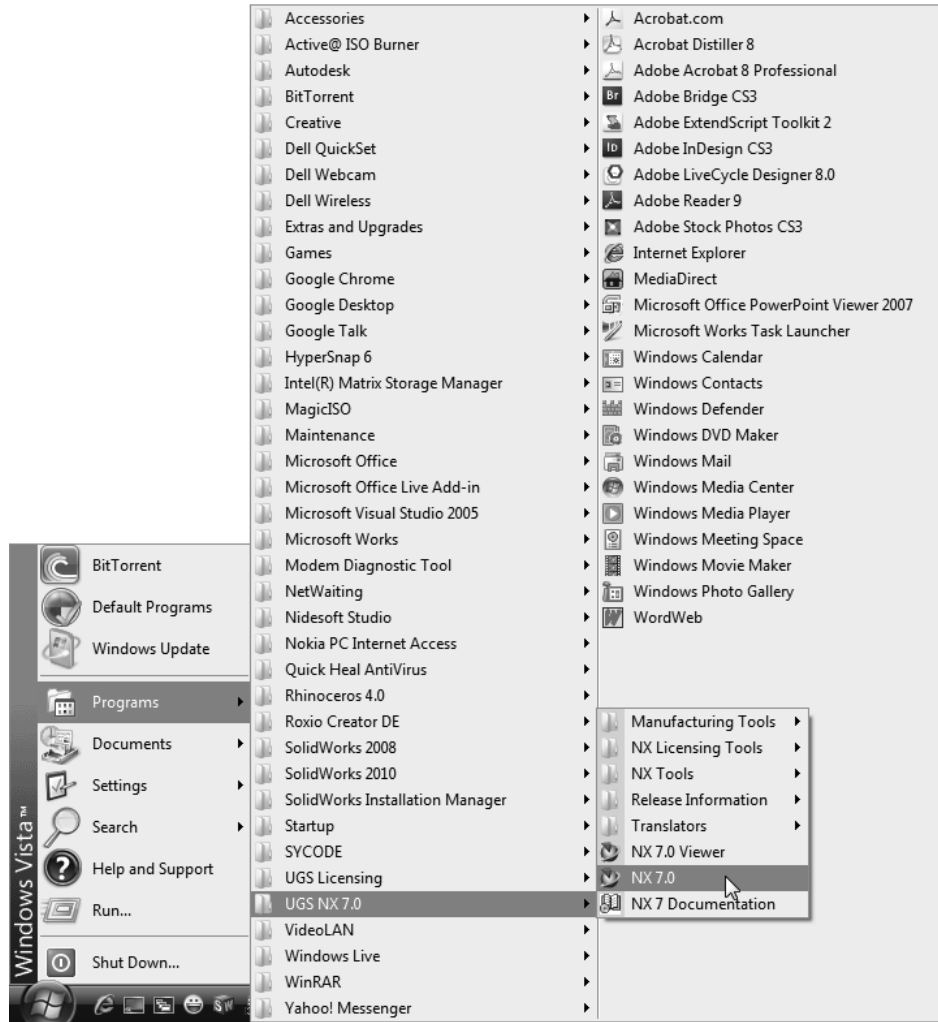 Accessories
Active@ ISO Burner
Autodesk
BitTorrent
Creative
Dell QuickSet
Dell Webcam
Dell Wireless
Extras and Upgrades
Games
Google Chrome
Google Desktop
Google Talk
HyperSnap 6
Intel(R) Matrix Storage Manager
MagicISO
Maintenance
Microsoft Office
Microsoft Office Live Add-in
Microsoft Visual Studio 2005
Microsoft Works
Modem Diagnostic Tool
NetWaiting
Nidesoft Studio
Nokia PC Internet Access
Quick Heal AntiVirus
Rhinoceros 4.0
Roxio Creator DE
SolidWorks 2008
SolidWorks 2010
SolidWorks Installation Manager
Startup
SYCODE
UGS Licensing
UGS NX 7.0
VideoLAN
Windows Live
WinRAR
Yahoo! Messenger
Acrobat.com
Acrobat Distiller 8
Adobe Acrobat 8 Professional
Br Adobe Bridge CS3
Adobe ExtendScript Toolkit 2
ID Adobe InDesign CS3
Adobe LiveCycle Designer 8.0
Adobe Reader 9
Adobe Stock Photos CS3
Internet Explorer
MediaDirect
Microsoft Office PowerPoint Viewer 2007
Microsoft Works Task Launcher
Windows Calendar
Windows Contacts
Windows Defender
Windows DVD Maker
Windows Mail
Windows Media Center
Windows Media Player
Windows Meeting Space
Windows Movie Maker
Windows Photo Gallery
WordWeb
Manufacturing Tools
NX Licensing Tools
NX Tools
Release Information
Translators
NX 7.0 Viewer
NX 7.0
NX 7 Documentation
BitTorrent
Default Programs
Windows Update
Programs
Documents
Settings
Search
Help and Support
Run...
Shut Down...
Windows Vista™
SW